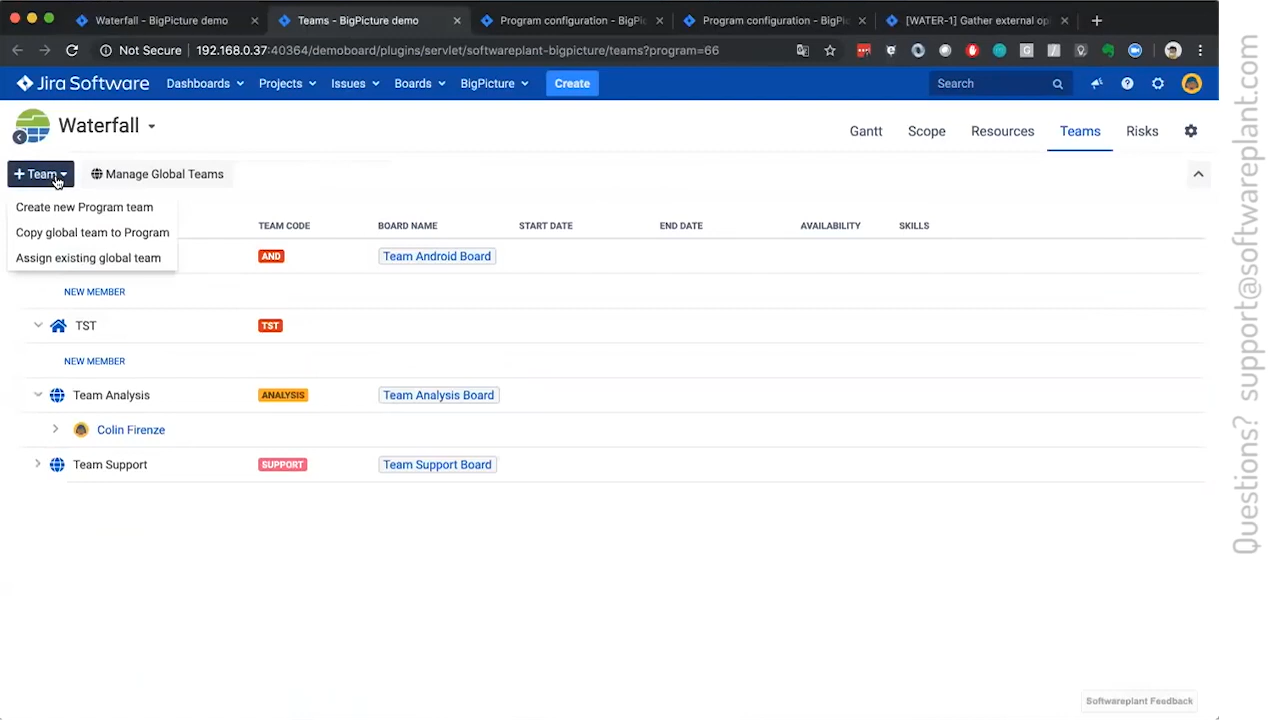 Waterfall - BigPicture demo
Teams - BigPicture demo
Program configuration - BigPi
Program configuration - BigPi
[WATER-1] Gather external opi
Not Secure
192.168.0.37:40364/demoboard/plugins/servlet/softwareplant-bigpicture/teams?program=66
Jira Software
Dashboards
Projects
Issues
Boards
BigPicture
Create
Search
Waterfall
Gantt
Scope
Resources
Teams
Risks
+ Team
Manage Global Teams
Create new Program team
Copy global team to Program
Assign existing global team
TEAM CODE
BOARD NAME
START DATE
END DATE
AVAILABILITY
SKILLS
AND
Team Android Board
NEW MEMBER
TST
TST
NEW MEMBER
Team Analysis
ANALYSIS
Team Analysis Board
Colin Firenze
Team Support
SUPPORT
Team Support Board
Softwareplant Feedback
Questions? support@softwareplant.com